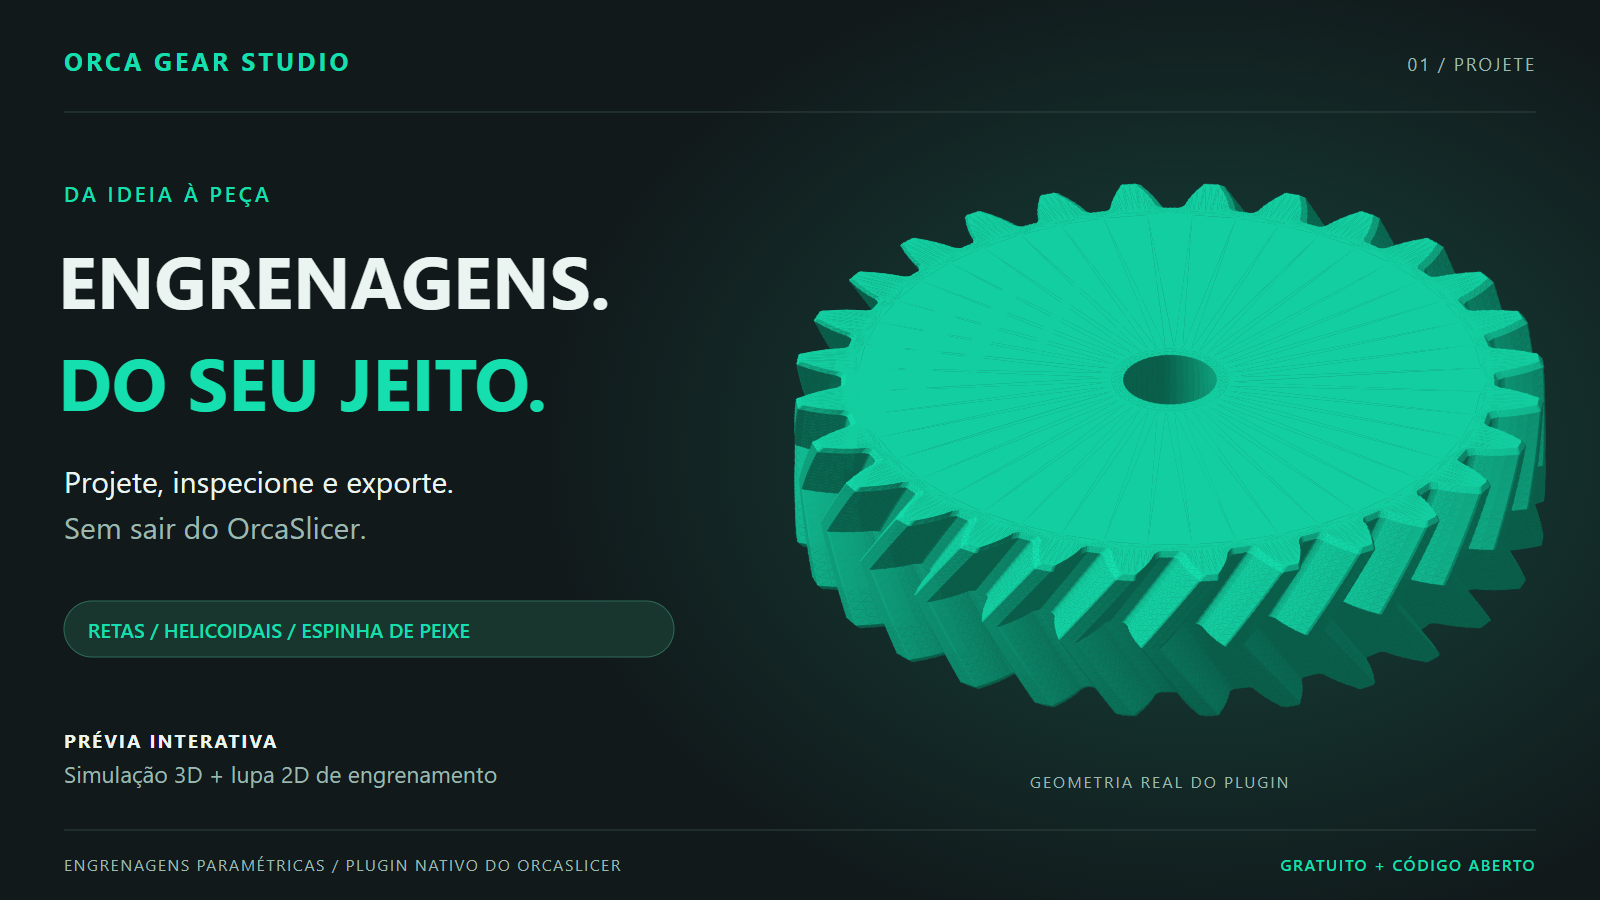 ORCA GEAR STUDIO
01 / PROJETE
DA IDEIA À PEÇA
ENGRENAGENS.
DO SEU JEITO.
Projete, inspecione e exporte.
Sem sair do OrcaSlicer.
RETAS / HELICOIDAIS / ESPINHA DE PEIXE
PRÉVIA INTERATIVA
Simulação 3D + lupa 2D de engrenamento
GEOMETRIA REAL DO PLUGIN
ENGRENAGENS PARAMÉTRICAS / PLUGIN NATIVO DO ORCASLICER
GRATUITO + CÓDIGO ABERTO